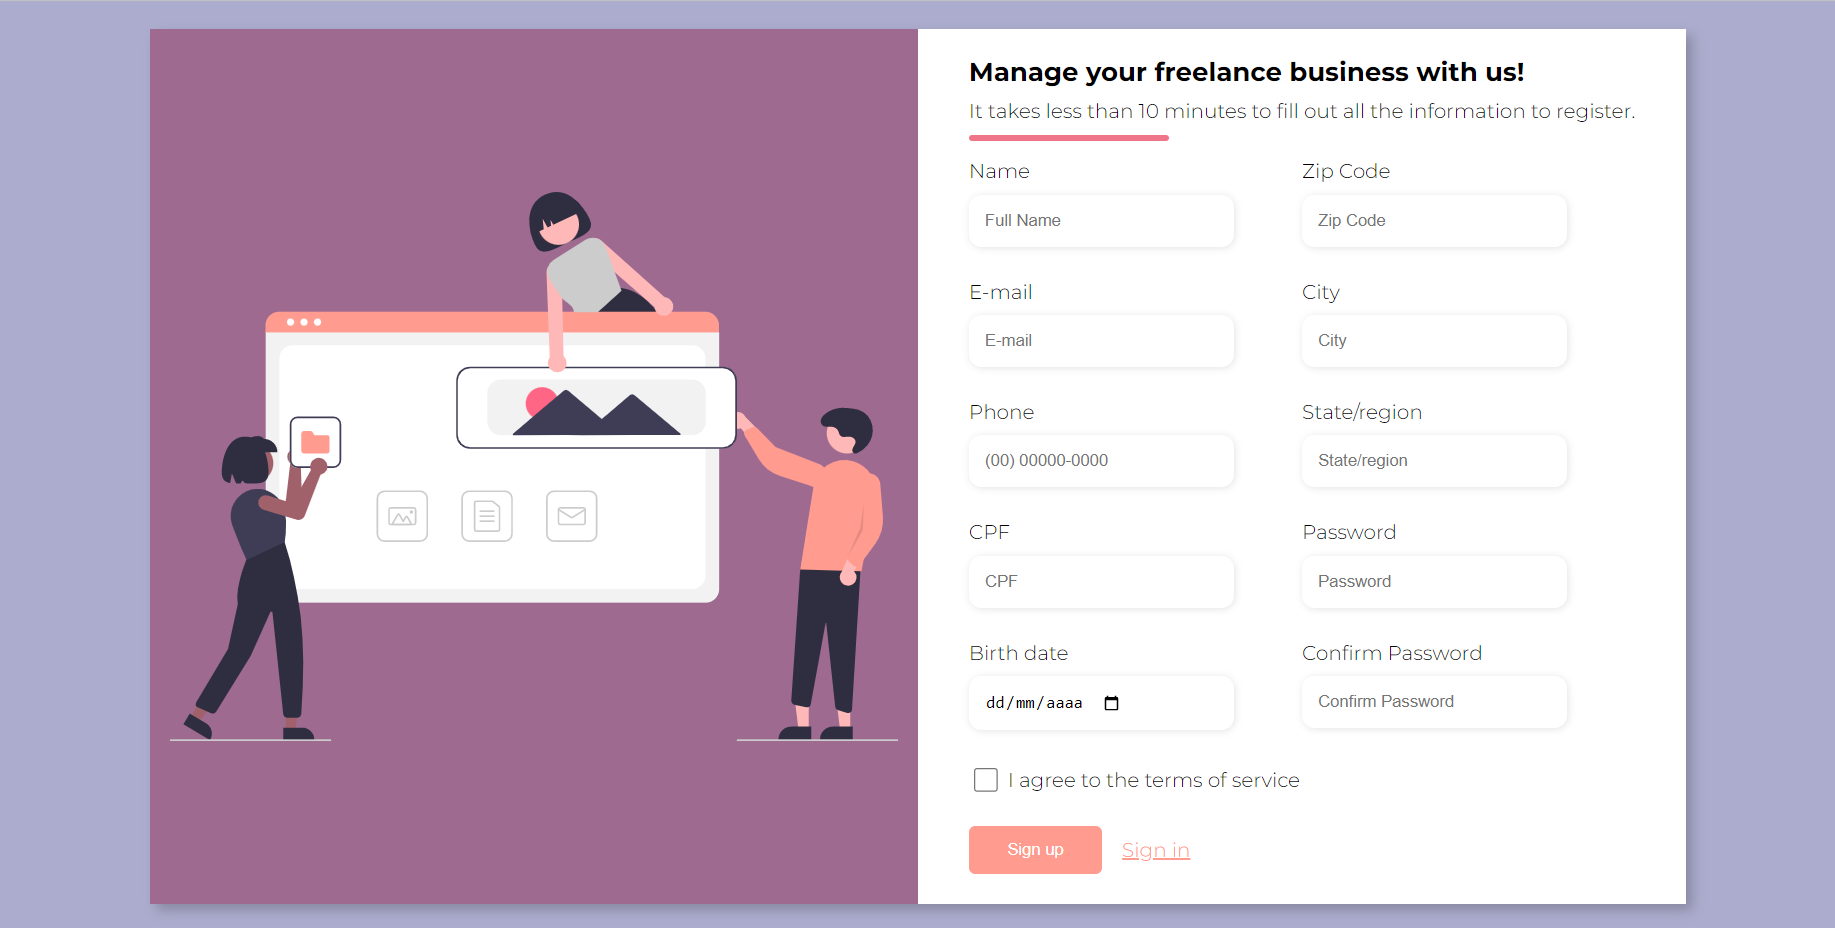 Manage your freelance business with us!
It takes less than 10 minutes to fill out all the information to register.
Name
Full Name
E-mail
E-mail
Phone
(00) 00000-0000
CPF
CPF
Birth date
dd/mm/aaaa
Zip Code
Zip Code
City
City
State/region
State/region
Password
Password
Confirm Password
Confirm Password
I agree to the terms of service
Sign up
Sign in